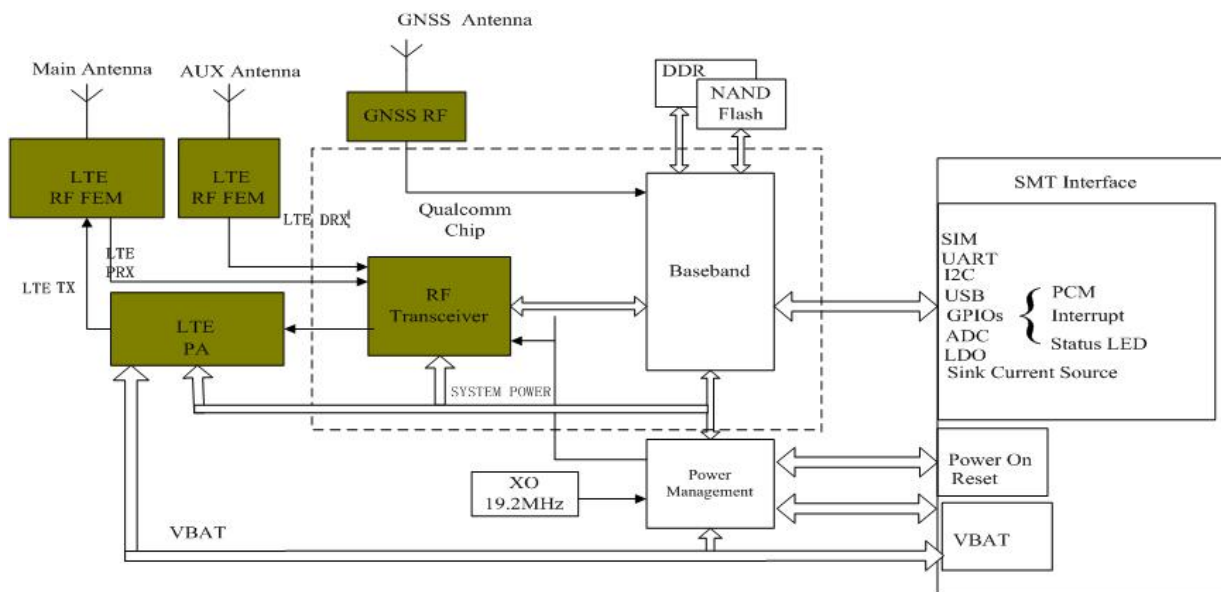 GNSS Antenna
Main Antenna
AUX Antenna
GNSS RF
DDR
NAND
Flash
LTE
RF FEM
LTE
RF FEM
LTE DRX
Qualcomm
Chip
LTE
PRX
LTE TX
RF
Transceiver
Baseband
LTE
PA
SYSTEM POWER
SMT Interface
SIM
UART
I2C
USB
GPIOs
ADC
LDO
Sink Current Source
PCM
Interrupt
Status LED
XO
19.2MHz
Power
Management
Power On
Reset
VBAT
VBAT